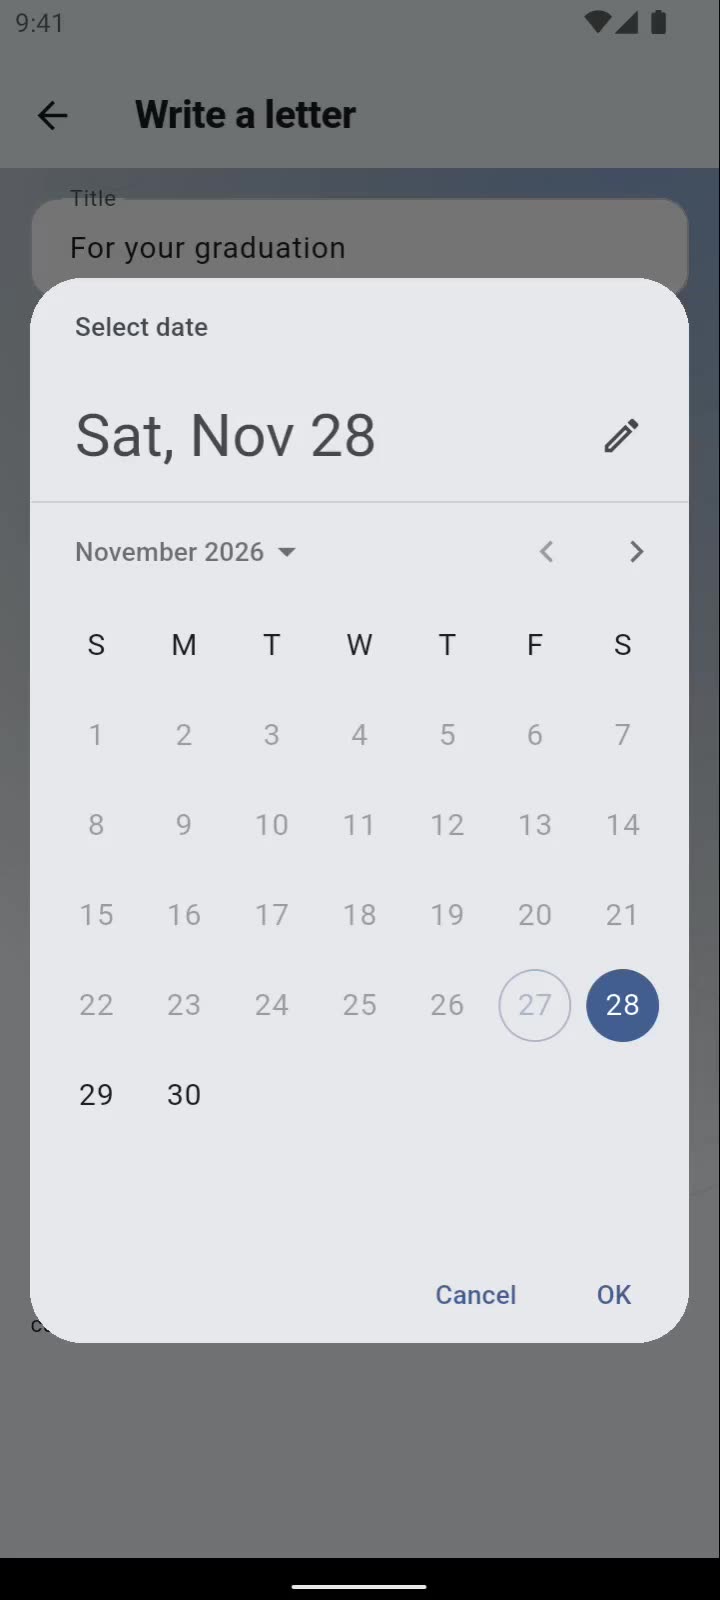 9:41
Write a letter
Title
For your graduation
Select date
Sat, Nov 28
November 2026
S M T W T F S
1 2 3 4 5 6 7
8 9 10 11 12 13 14
15 16 17 18 19 20 21
22 23 24 25 26 27 28
29 30
Cancel OK